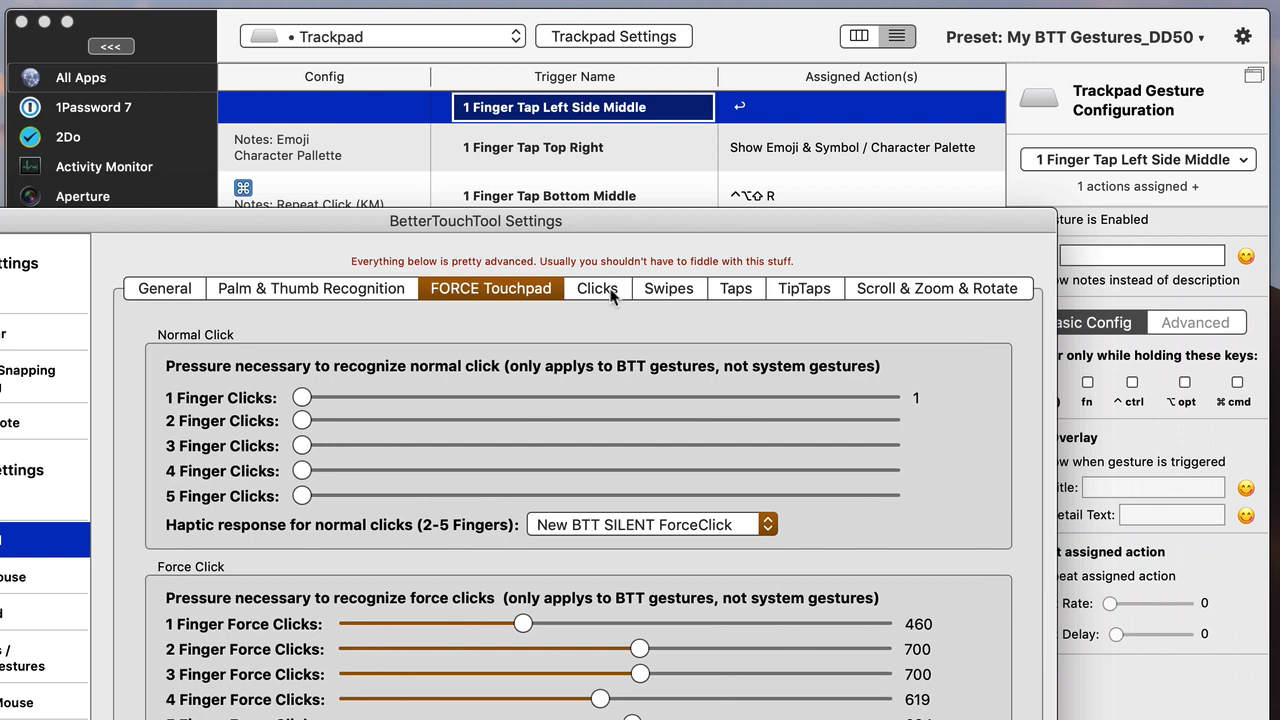 • Trackpad
Trackpad Settings
Preset: My BTT Gestures_DD50 ▾
<<<
All Apps
1Password 7
2Do
Activity Monitor
Aperture
Config
Trigger Name
Assigned Action(s)
1 Finger Tap Left Side Middle
↩
Notes: Emoji
Character Pallette
1 Finger Tap Top Right
Show Emoji & Symbol / Character Palette
⌘
Notes: Repeat Click (KM)
1 Finger Tap Bottom Middle
^⌥⇧ R
Trackpad Gesture
Configuration
1 Finger Tap Left Side Middle
1 actions assigned +
ture is Enabled
ow notes instead of description
asic Config
Advanced
r only while holding these keys:
fn
^ ctrl
⌥ opt
⌘ cmd
verlay
ow when gesture is triggered
itle:
etail Text:
t assigned action
peat assigned action
t Rate:
0
t Delay:
0
BetterTouchTool Settings
ttings
r
Snapping
ote
ettings
l
ouse
d
s /
estures
Mouse
Everything below is pretty advanced. Usually you shouldn't have to fiddle with this stuff.
General
Palm & Thumb Recognition
FORCE Touchpad
Clicks
Swipes
Taps
TipTaps
Scroll & Zoom & Rotate
Normal Click
Pressure necessary to recognize normal click (only applys to BTT gestures, not system gestures)
1 Finger Clicks:
1
2 Finger Clicks:
3 Finger Clicks:
4 Finger Clicks:
5 Finger Clicks:
Haptic response for normal clicks (2-5 Fingers):
New BTT SILENT ForceClick
Force Click
Pressure necessary to recognize force clicks (only applys to BTT gestures, not system gestures)
1 Finger Force Clicks:
460
2 Finger Force Clicks:
700
3 Finger Force Clicks:
700
4 Finger Force Clicks:
619